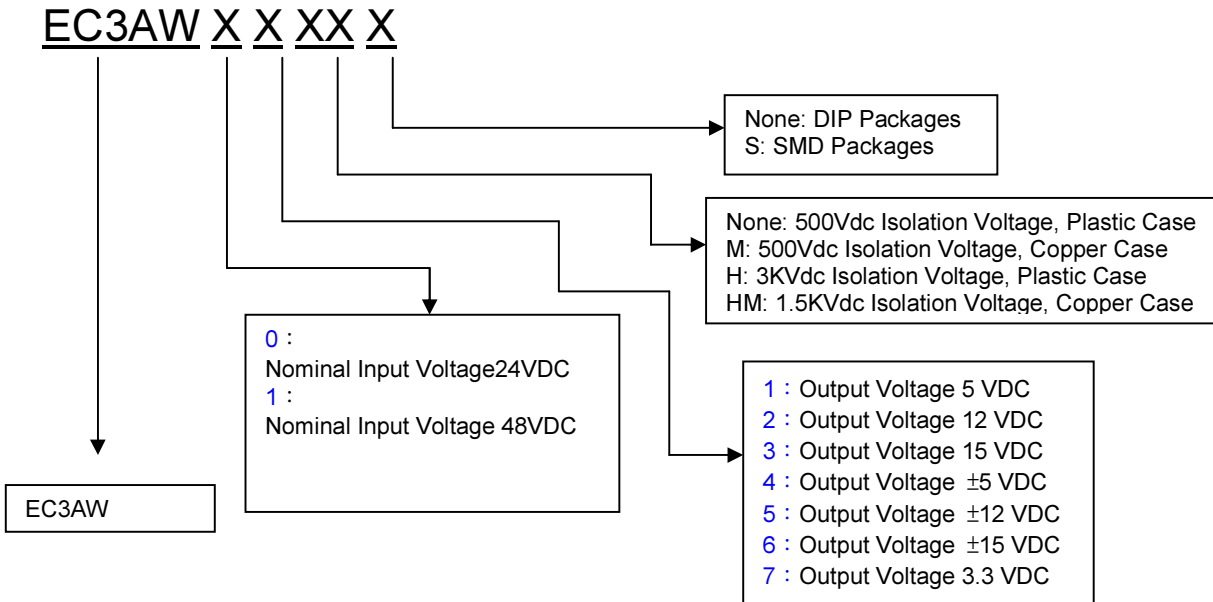 EC3AW X X XX X
None: DIP Packages
S: SMD Packages
None: 500Vdc Isolation Voltage, Plastic Case
M: 500Vdc Isolation Voltage, Copper Case
H: 3KVdc Isolation Voltage, Plastic Case
HM: 1.5KVdc Isolation Voltage, Copper Case
0：
Nominal Input Voltage24VDC
1：
Nominal Input Voltage 48VDC
1：Output Voltage 5 VDC
2：Output Voltage 12 VDC
3：Output Voltage 15 VDC
4：Output Voltage ±5 VDC
5：Output Voltage ±12 VDC
6：Output Voltage ±15 VDC
7：Output Voltage 3.3 VDC
EC3AW